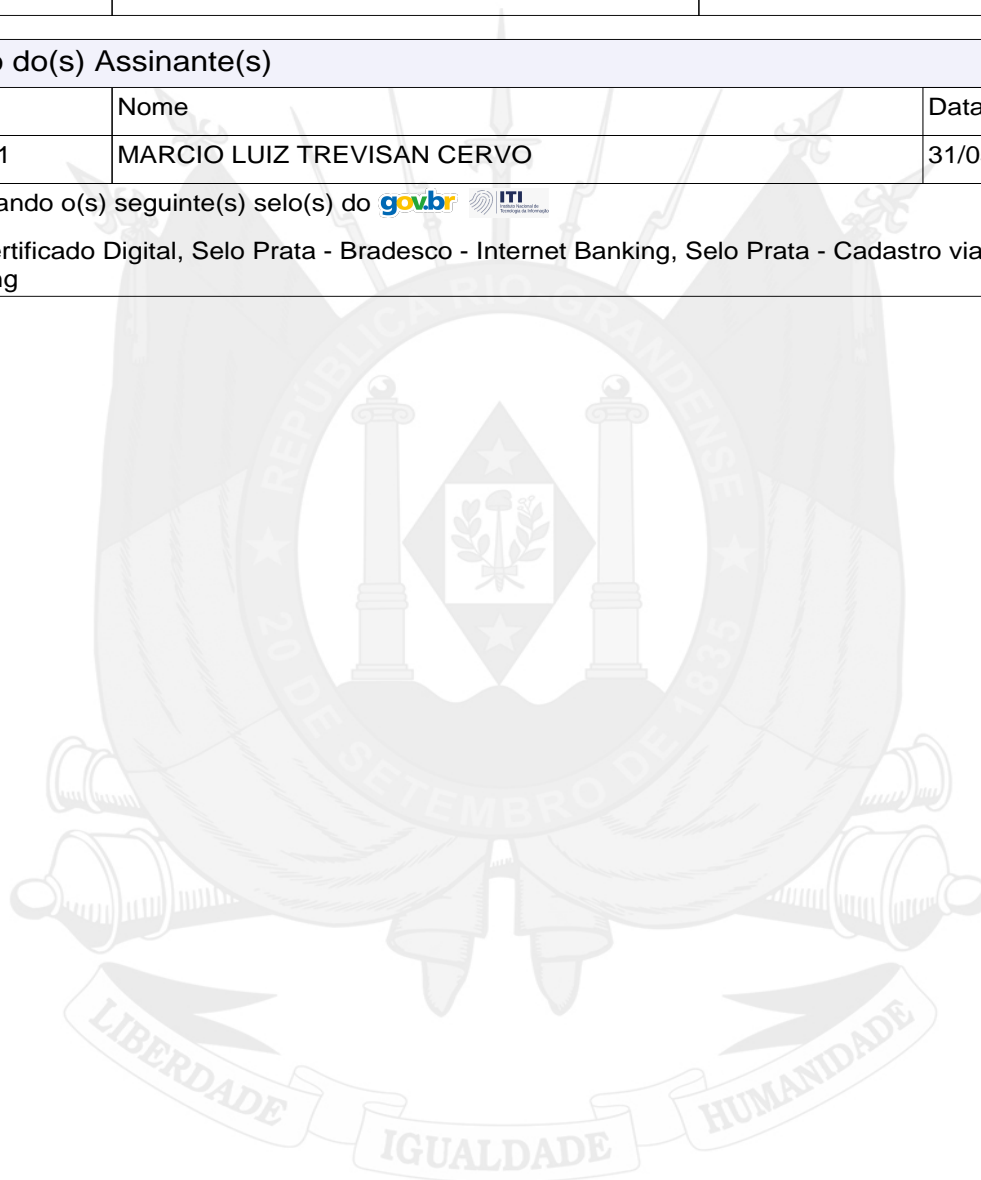 o do(s) Assinante(s)
Nome
Data
1
MARCIO LUIZ TREVISAN CERVO
31/0
ando o(s) seguinte(s) selo(s) do gov.br ITI
ertificado Digital, Selo Prata - Bradesco - Internet Banking, Selo Prata - Cadastro via
ng
REPÚBLICA RIO GRANDENSE
20 DE SETEMBRO DE 1835
LIBERDADE
IGUALDADE
HUMANIDADE